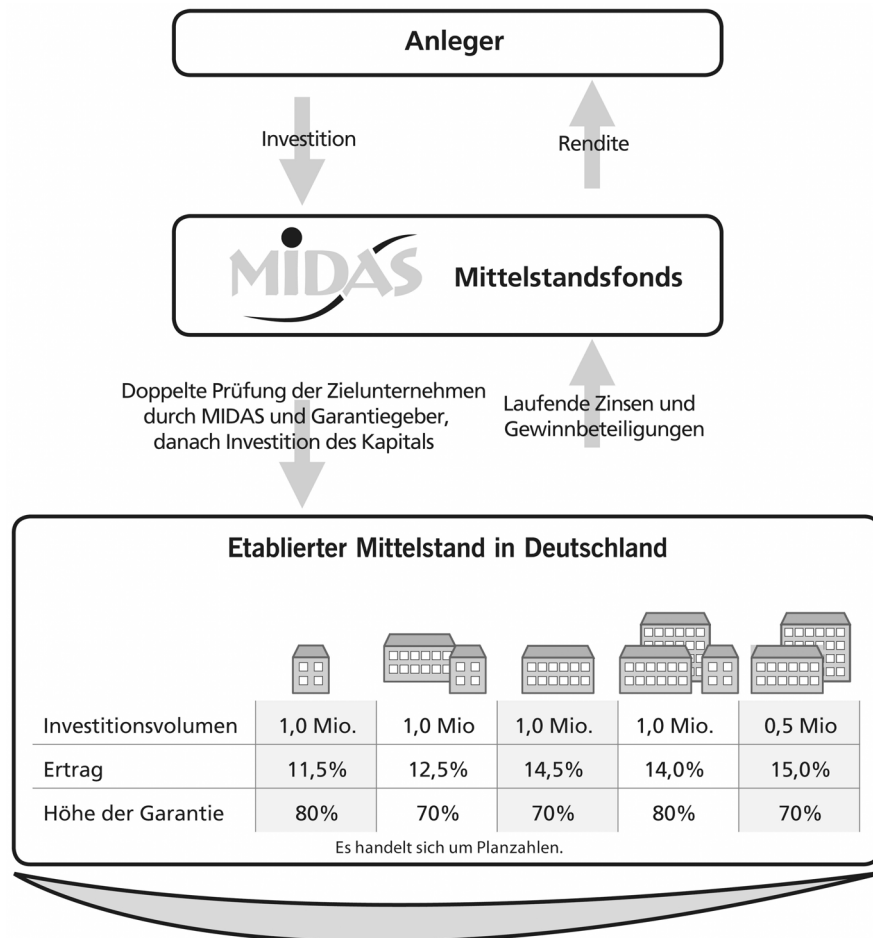 Anleger
Investition
Rendite
MIDAS
Mittelstandsfonds
Doppelte Prüfung der Zielunternehmen
durch MIDAS und Garantiegeber,
danach Investition des Kapitals
Laufende Zinsen und
Gewinnbeteiligungen
Etablierter Mittelstand in Deutschland
Investitionsvolumen 1,0 Mio. 1,0 Mio 1,0 Mio. 1,0 Mio. 0,5 Mio
Ertrag 11,5% 12,5% 14,5% 14,0% 15,0%
Höhe der Garantie 80% 70% 70% 80% 70%
Es handelt sich um Planzahlen.